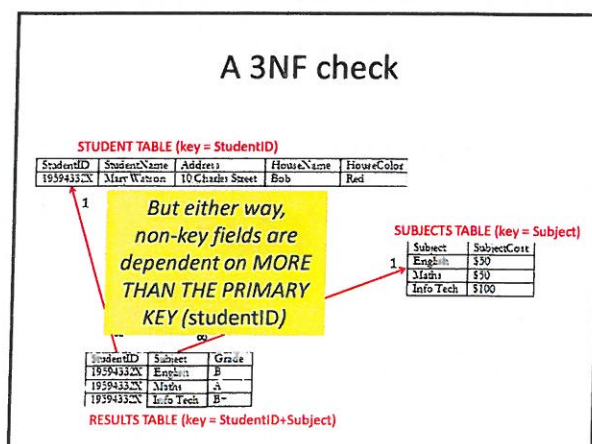 A 3NF check
STUDENT TABLE (key = StudentID)
StudentID StudentName Address HouseName HouseColor
19594332X Mary Watson 10 Charles Street Bob Red
1
But either way,
non-key fields are
dependent on MORE
THAN THE PRIMARY
KEY (studentID)
SUBJECTS TABLE (key = Subject)
Subject SubjectCost
English $50
Maths $50
Info Tech $100
1
∞
StudentID Subject Grade
19594332X English B
19594332X Maths A
19594332X Info Tech
RESULTS TABLE (key = StudentID+Subject)